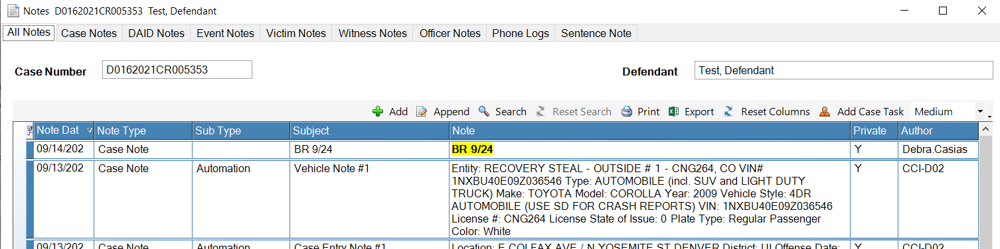 Notes D0162021CR005353 Test, Defendant
All Notes Case Notes DAID Notes Event Notes Victim Notes Witness Notes Officer Notes Phone Logs Sentence Note
Case Number D0162021CR005353 Defendant Test, Defendant
Add Append Search Reset Search Print Export Reset Columns Add Case Task Medium
Note Dat Note Type Sub Type Subject Note Private Author
09/14/202 Case Note BR 9/24 BR 9/24 Y Debra.Casias
09/13/202 Case Note Automation Vehicle Note #1 Entity: RECOVERY STEAL - OUTSIDE # 1 - CNG264, CO VIN# Y CCI-D02
1NXBU40E09Z036546 Type: AUTOMOBILE (incl. SUV and LIGHT DUTY
TRUCK) Make: TOYOTA Model: COROLLA Year: 2009 Vehicle Style: 4DR
AUTOMOBILE (USE SD FOR CRASH REPORTS) VIN: 1NXBU40E09Z036546
License #: CNG264 License State of Issue: 0 Plate Type: Regular Passenger
Color: White
09/13/202 Case Note Automation Case Entry Note #1 Location: E COLFAX AVE / N YOSEMITE ST DENVER District: UI Offense Date: Y CCI-D02